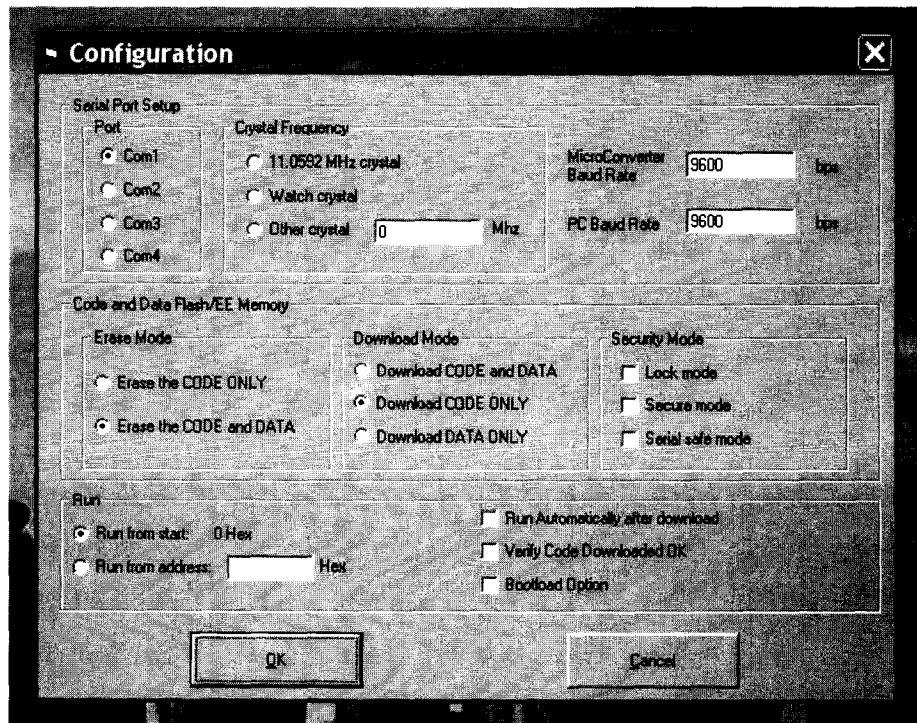 Configuration
Serial Port Setup
Port
Com1
Com2
Com3
Com4
Crystal Frequency
11.0592 MHz crystal
Watch crystal
Other crystal 0 Mhz
MicroConverter
Baud Rate 9600 bps
PC Baud Rate 9600 bps
Code and Data Flash/EE Memory
Erase Mode
Erase the CODE ONLY
Erase the CODE and DATA
Download Mode
Download CODE and DATA
Download CODE ONLY
Download DATA ONLY
Security Mode
Lock mode
Secure mode
Serial safe mode
Run
Run from start: 0 Hex
Run from address: Hex
Run Automatically after download
Verify Code Downloaded OK
Bootload Option
OK
Cancel